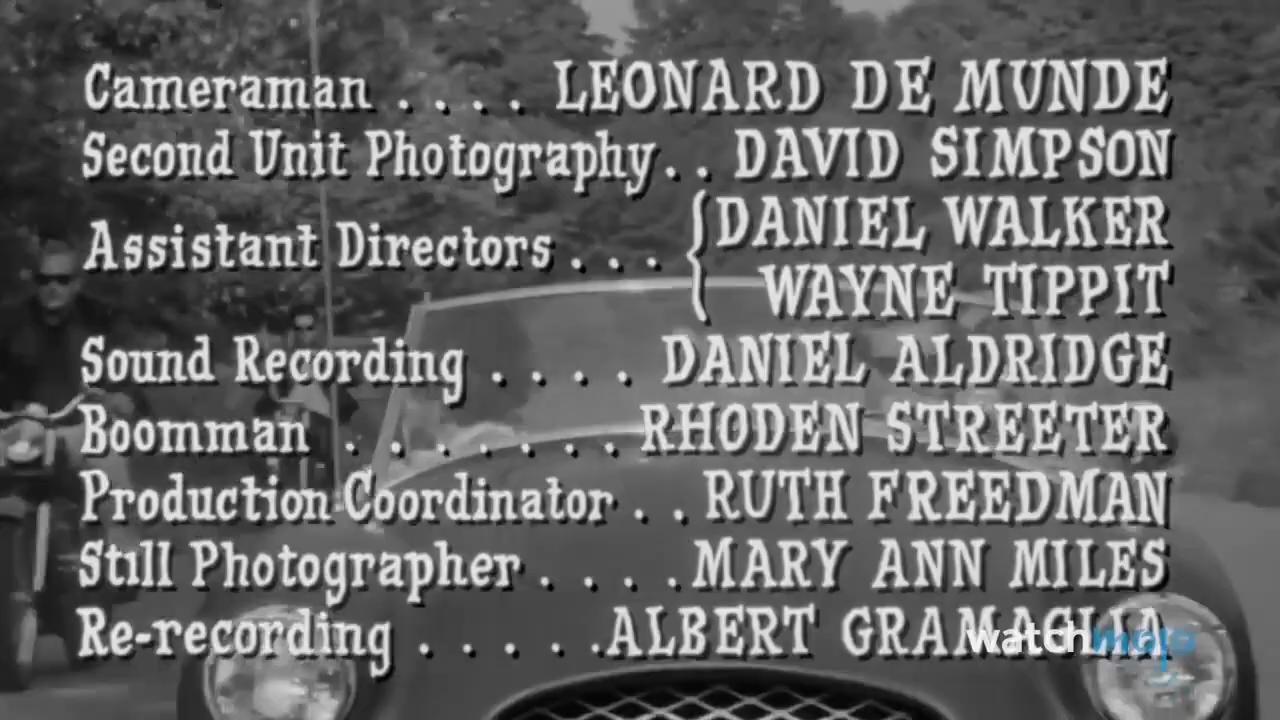 Cameraman . . . . LEONARD DE MUNDE
Second Unit Photography . . DAVID SIMPSON
Assistant Directors . . . { DANIEL WALKER
WAYNE TIPPIT
Sound Recording . . . . DANIEL ALDRIDGE
Boomman . . . . . . . RHODEN STREETER
Production Coordinator . . RUTH FREEDMAN
Still Photographer . . . . MARY ANN MILES
Re-recording . . . . . ALBERT GRAMAGLIA
watchmojo